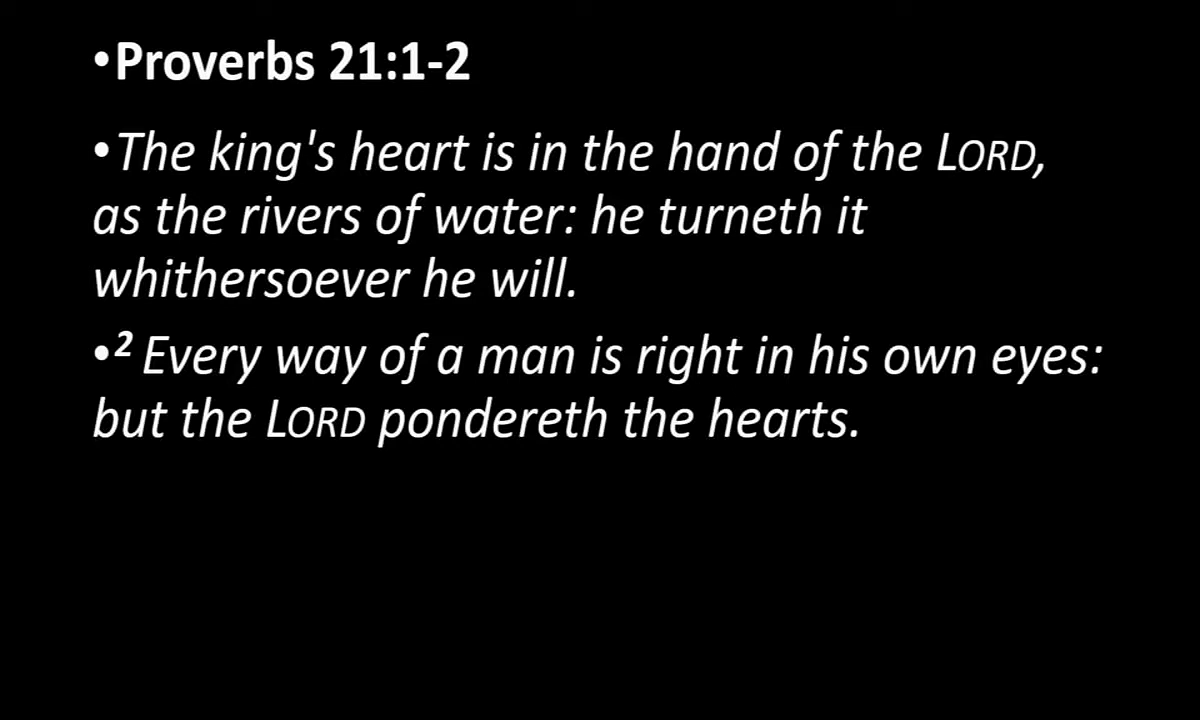 •Proverbs 21:1-2
•The king's heart is in the hand of the LORD,
as the rivers of water: he turneth it
whithersoever he will.
•2 Every way of a man is right in his own eyes:
but the LORD pondereth the hearts.